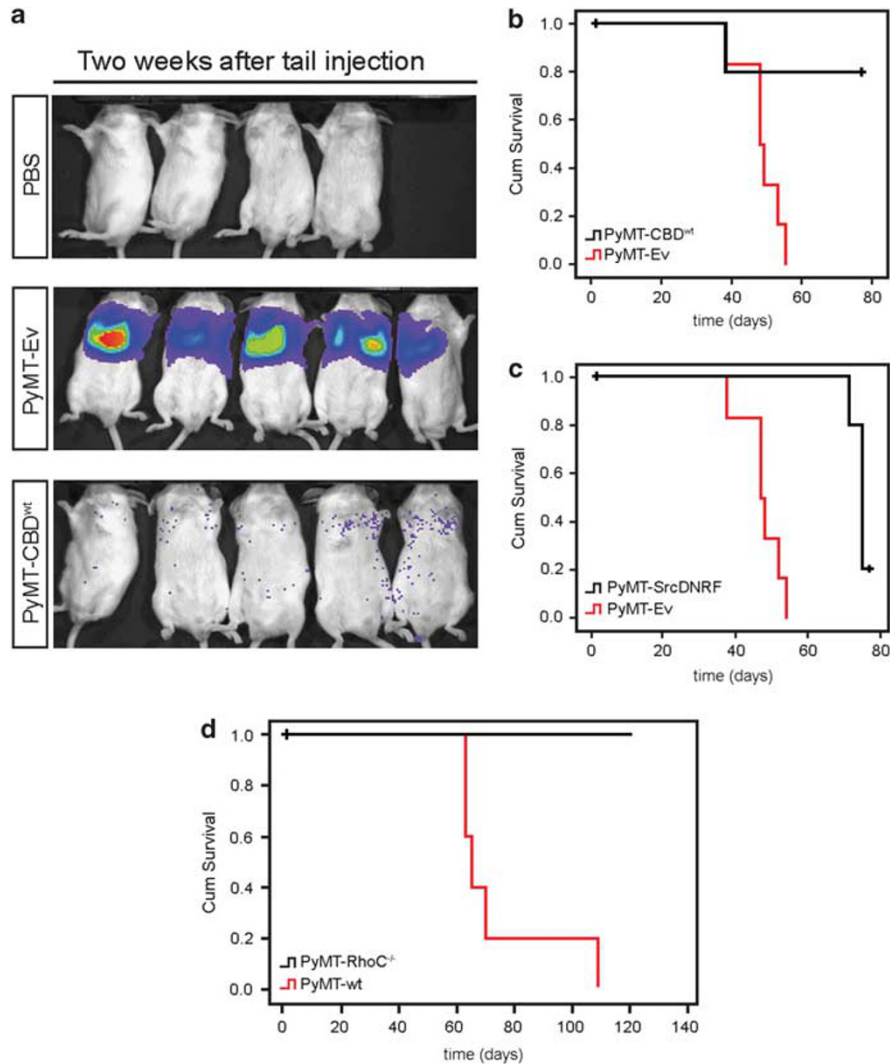 a
Two weeks after tail injection
PBS
PyMT-Ev
PyMT-CBDwt
b
Cum Survival
1.0
0.8
0.6
0.4
0.2
0.0
PyMT-CBDwt
PyMT-Ev
0 20 40 60 80
time (days)
c
Cum Survival
1.0
0.8
0.6
0.4
0.2
0.0
PyMT-SrcDNRF
PyMT-Ev
0 20 40 60 80
time (days)
d
Cum Survival
1.0
0.8
0.6
0.4
0.2
0.0
PyMT-RhoC-/-
PyMT-wt
0 20 40 60 80 100 120 140
time (days)